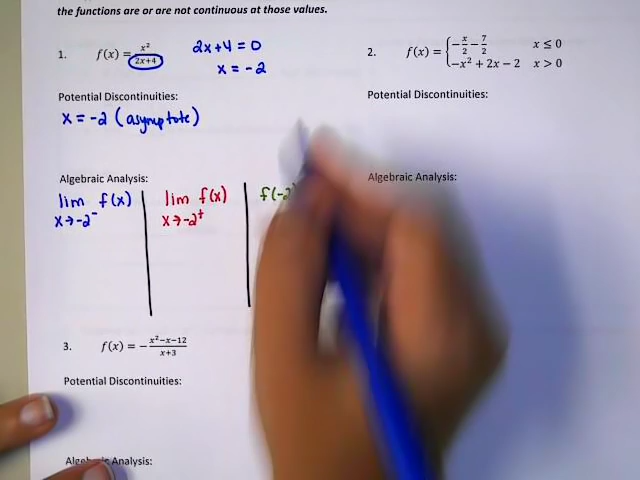 the functions are or are not continuous at those values.
1. f(x) = x²/(2x+4)
2x+4 = 0
x = -2
Potential Discontinuities:
x = -2 (asymptote)
Algebraic Analysis:
lim f(x)
x→-2⁻
lim f(x)
x→-2⁺
f(-2
2. f(x) = { -x/2 - 7/2 x ≤ 0
-x² + 2x - 2 x > 0
Potential Discontinuities:
Algebraic Analysis:
3. f(x) = - (x²-x-12)/(x+3)
Potential Discontinuities:
Algebraic Analysis: